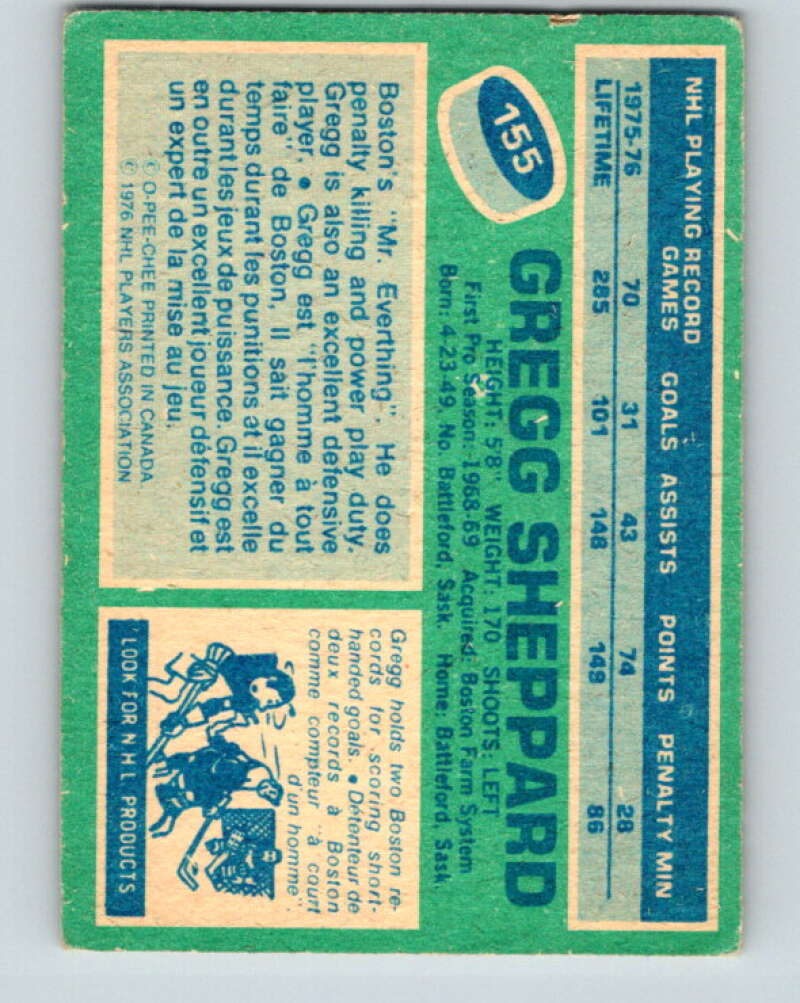 NHL PLAYING RECORD
GAMES GOALS ASSISTS POINTS PENALTY MIN
1975-76 70 31 43 74 28
LIFETIME 285 101 148 149 86
155
GREGG SHEPPARD
HEIGHT: 5'8" WEIGHT: 170 SHOOTS: LEFT
First Pro Season: 1968-69 Acquired: Boston Farm System
Born: 4-23-49, No. Battleford, Sask. Home: Battleford, Sask.
Boston's "Mr. Everthing". He does
penalty killing and power play duty.
Gregg is also an excellent defensive
player. • Gregg est "l'homme à tout
faire" de Boston. Il sait gagner du
temps durant les punitions et il excelle
durant les jeux de puissance. Gregg est
en outre un excellent joueur défensif et
un expert de la mise au jeu.
© O-PEE-CHEE PRINTED IN CANADA
© 1976 NHL PLAYERS ASSOCIATION
Gregg holds two Boston re-
cords for scoring short-
handed goals. • Détenteur de
deux records à Boston
comme compteur "à court
d'un homme".
LOOK FOR N H L PRODUCTS